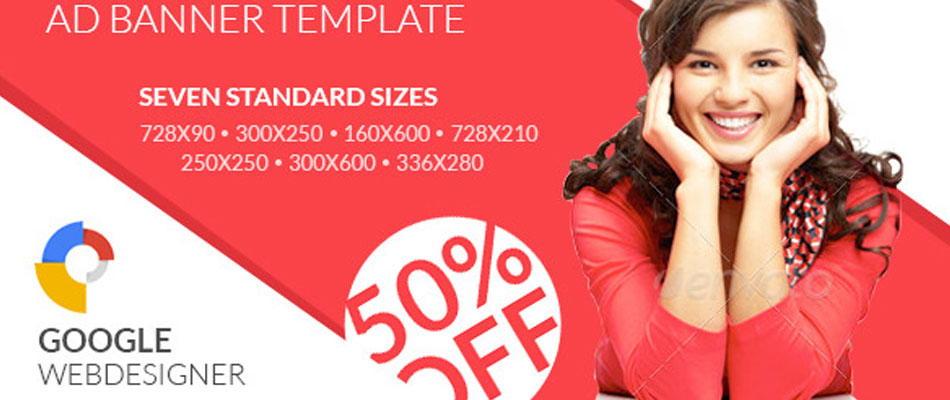 AD BANNER TEMPLATE
SEVEN STANDARD SIZES
728X90 • 300X250 • 160X600 • 728X210
250X250 • 300X600 • 336X280
50%
OFF
GOOGLE
WEBDESIGNER